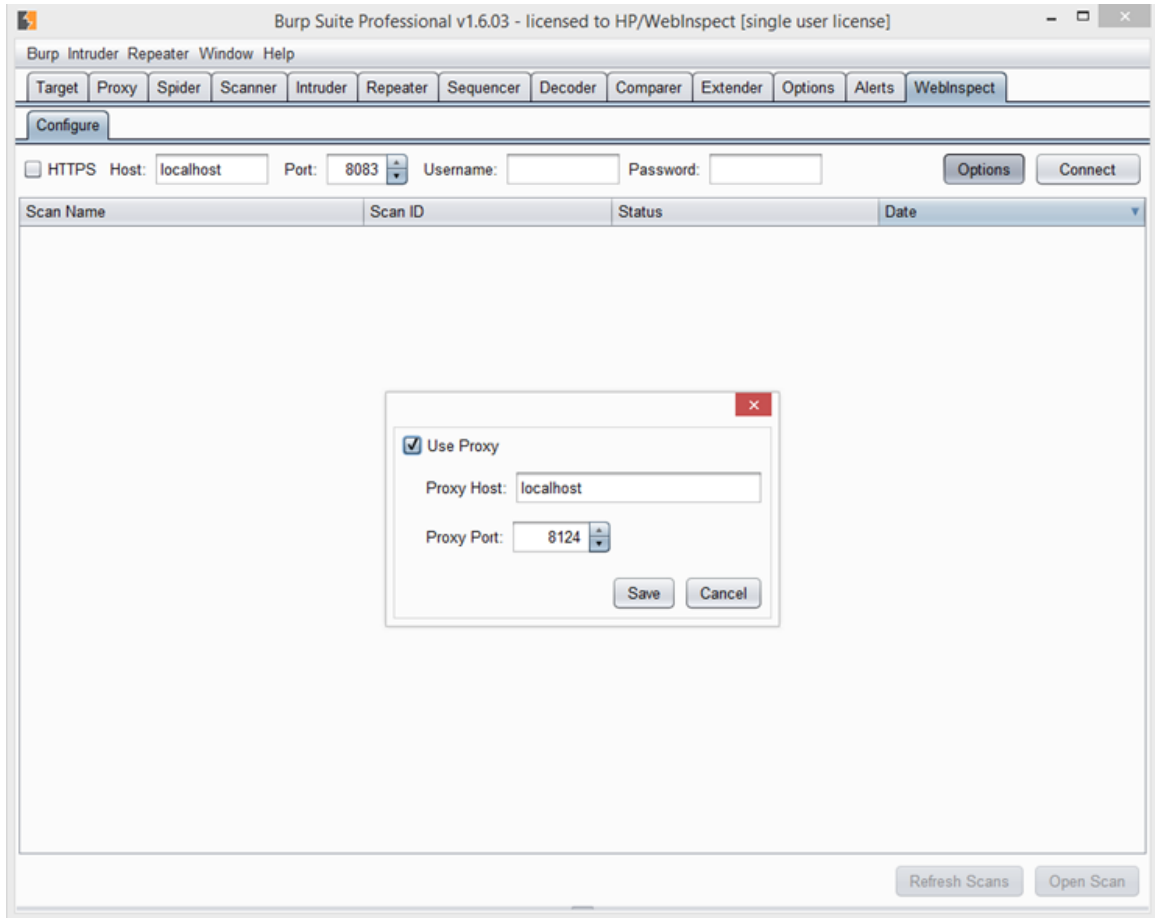 Burp Suite Professional v1.6.03 - licensed to HP/WebInspect [single user license]
Burp Intruder Repeater Window Help
Target Proxy Spider Scanner Intruder Repeater Sequencer Decoder Comparer Extender Options Alerts WebInspect
Configure
HTTPS Host: localhost Port: 8083 Username: Password: Options Connect
Scan Name Scan ID Status Date
Use Proxy
Proxy Host: localhost
Proxy Port: 8124
Save Cancel
Refresh Scans Open Scan